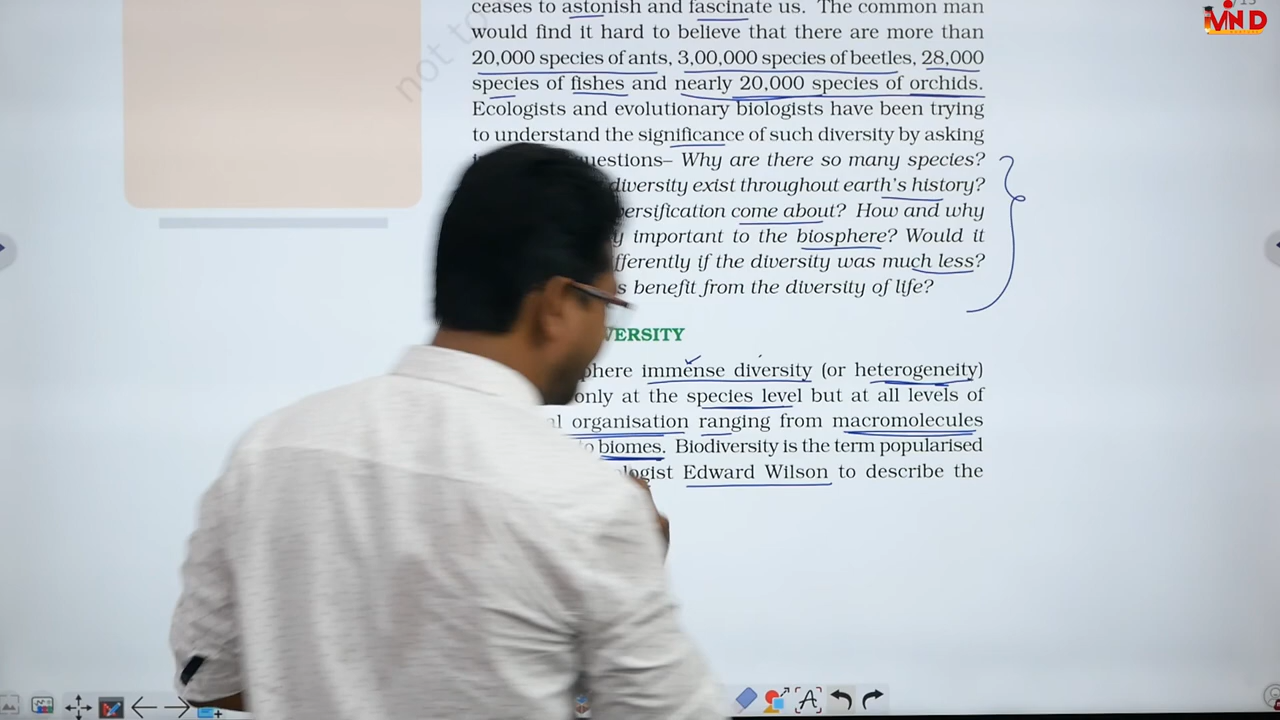 ceases to astonish and fascinate us. The common man
would find it hard to believe that there are more than
20,000 species of ants, 3,00,000 species of beetles, 28,000
species of fishes and nearly 20,000 species of orchids.
Ecologists and evolutionary biologists have been trying
to understand the significance of such diversity by asking
questions– Why are there so many species?
diversity exist throughout earth's history?
come about? How and why
important to the biosphere? Would it
if the diversity was much less?
benefit from the diversity of life?
immense diversity (or heterogeneity)
only at the species level but at all levels of
organisation ranging from macromolecules
biomes. Biodiversity is the term popularised
Edward Wilson to describe the
not to
MND